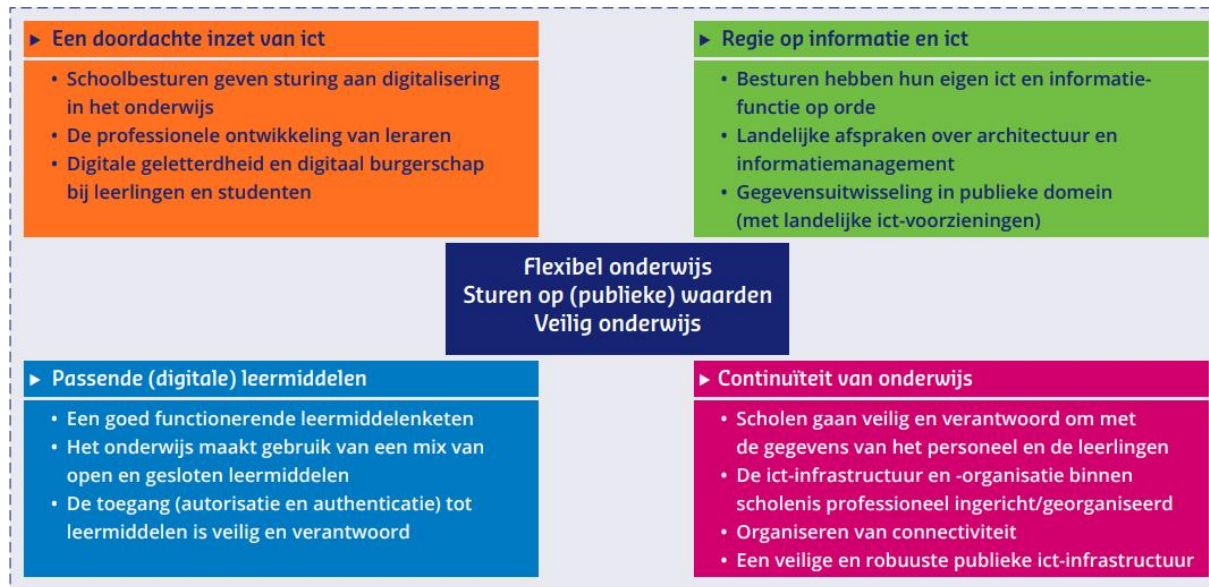 ▸ Een doordachte inzet van ict
• Schoolbesturen geven sturing aan digitalisering
in het onderwijs
• De professionele ontwikkeling van leraren
• Digitale geletterdheid en digitaal burgerschap
bij leerlingen en studenten
▸ Regie op informatie en ict
• Besturen hebben hun eigen ict en informatie-
functie op orde
• Landelijke afspraken over architectuur en
informatiemanagement
• Gegevensuitwisseling in publieke domein
(met landelijke ict-voorzieningen)
Flexibel onderwijs
Sturen op (publieke) waarden
Veilig onderwijs
▸ Passende (digitale) leermiddelen
• Een goed functionerende leermiddelenketen
• Het onderwijs maakt gebruik van een mix van
open en gesloten leermiddelen
• De toegang (autorisatie en authenticatie) tot
leermiddelen is veilig en verantwoord
▸ Continuïteit van onderwijs
• Scholen gaan veilig en verantwoord om met
de gegevens van het personeel en de leerlingen
• De ict-infrastructuur en -organisatie binnen
scholenis professioneel ingericht/georganiseerd
• Organiseren van connectiviteit
• Een veilige en robuuste publieke ict-infrastructuur